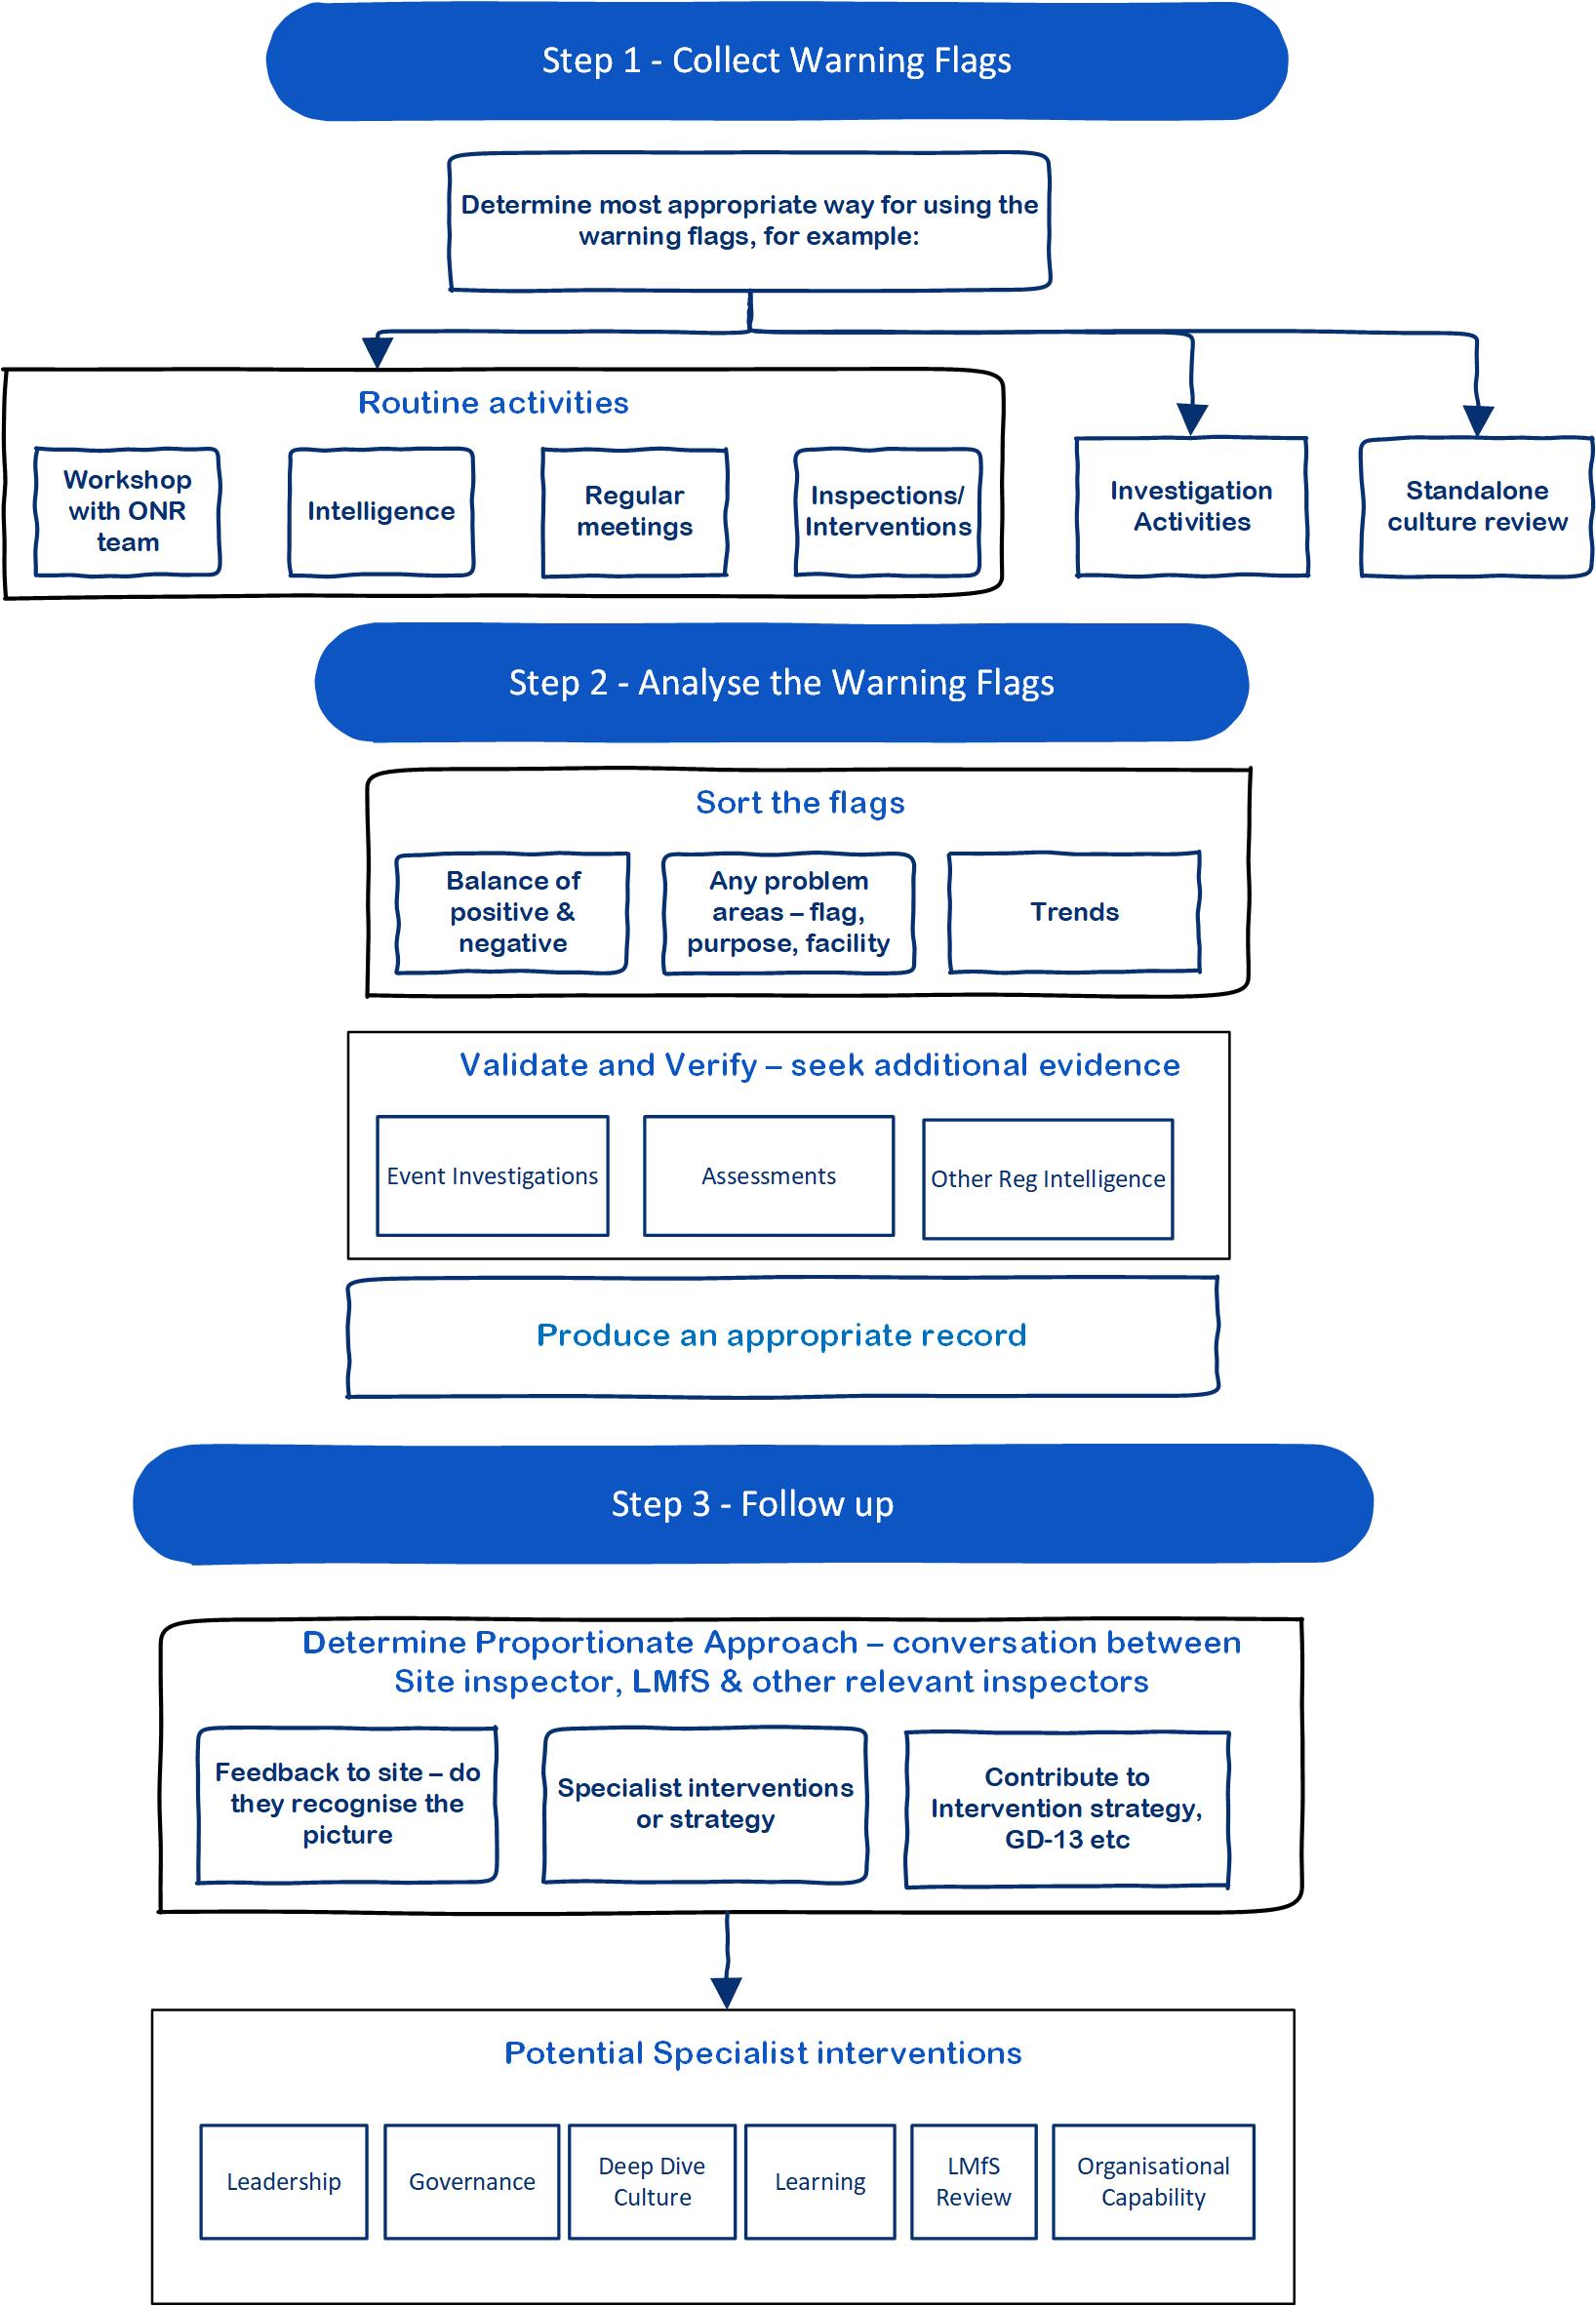 Step 1 - Collect Warning Flags
Determine most appropriate way for using the
warning flags, for example:
Routine activities
Workshop
with ONR
team
Intelligence
Regular
meetings
Inspections/
Interventions
Investigation
Activities
Standalone
culture review
Step 2 - Analyse the Warning Flags
Sort the flags
Balance of
positive &
negative
Any problem
areas – flag,
purpose, facility
Trends
Validate and Verify – seek additional evidence
Event Investigations
Assessments
Other Reg Intelligence
Produce an appropriate record
Step 3 - Follow up
Determine Proportionate Approach – conversation between
Site inspector, LMfS & other relevant inspectors
Feedback to site – do
they recognise the
picture
Specialist interventions
or strategy
Contribute to
Intervention strategy,
GD-13 etc
Potential Specialist interventions
Leadership
Governance
Deep Dive
Culture
Learning
LMfS
Review
Organisational
Capability